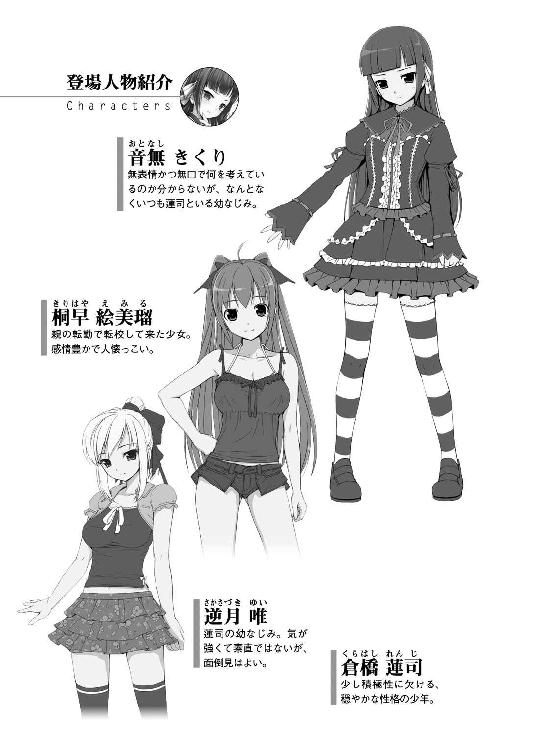 登場人物紹介
Characters
おとなし
音無 きくり
無表情かつ無口で何を考えてい
るのか分からないが、なんとな
くいつも蓮司といる幼なじみ。
きりはや えみる
桐早 絵美瑠
親の転勤で転校して来た少女。
感情豊かで人懐っこい。
さかさづき ゆい
逆月 唯
蓮司の幼なじみ。気が
強くて素直ではないが、
面倒見はよい。
くらはし れんじ
倉橋 蓮司
少し積極性に欠ける、
穏やかな性格の少年。